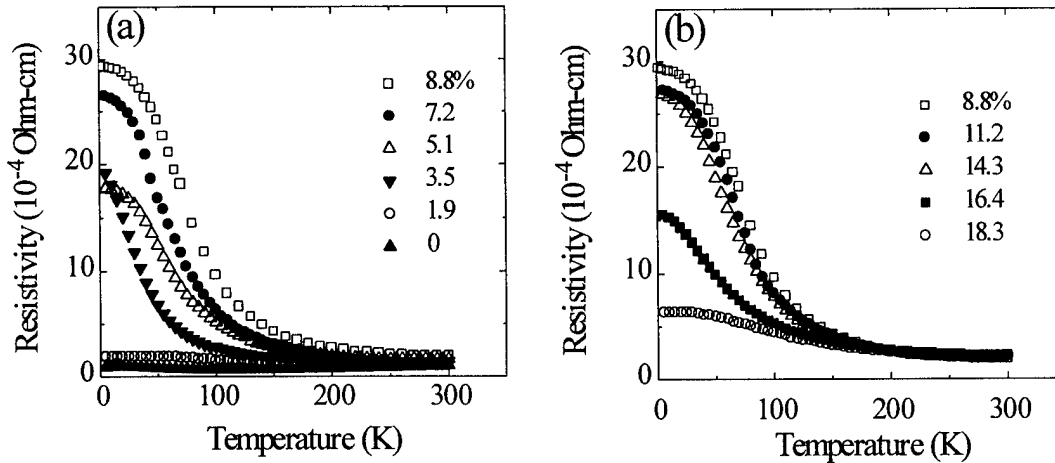 (a)
Resistivity (10⁻⁴ Ohm-cm)
30
20
10
0
8.8%
7.2
5.1
3.5
1.9
0
0 100 200 300
Temperature (K)
(b)
Resistivity (10⁻⁴ Ohm-cm)
30
20
10
0
8.8%
11.2
14.3
16.4
18.3
0 100 200 300
Temperature (K)